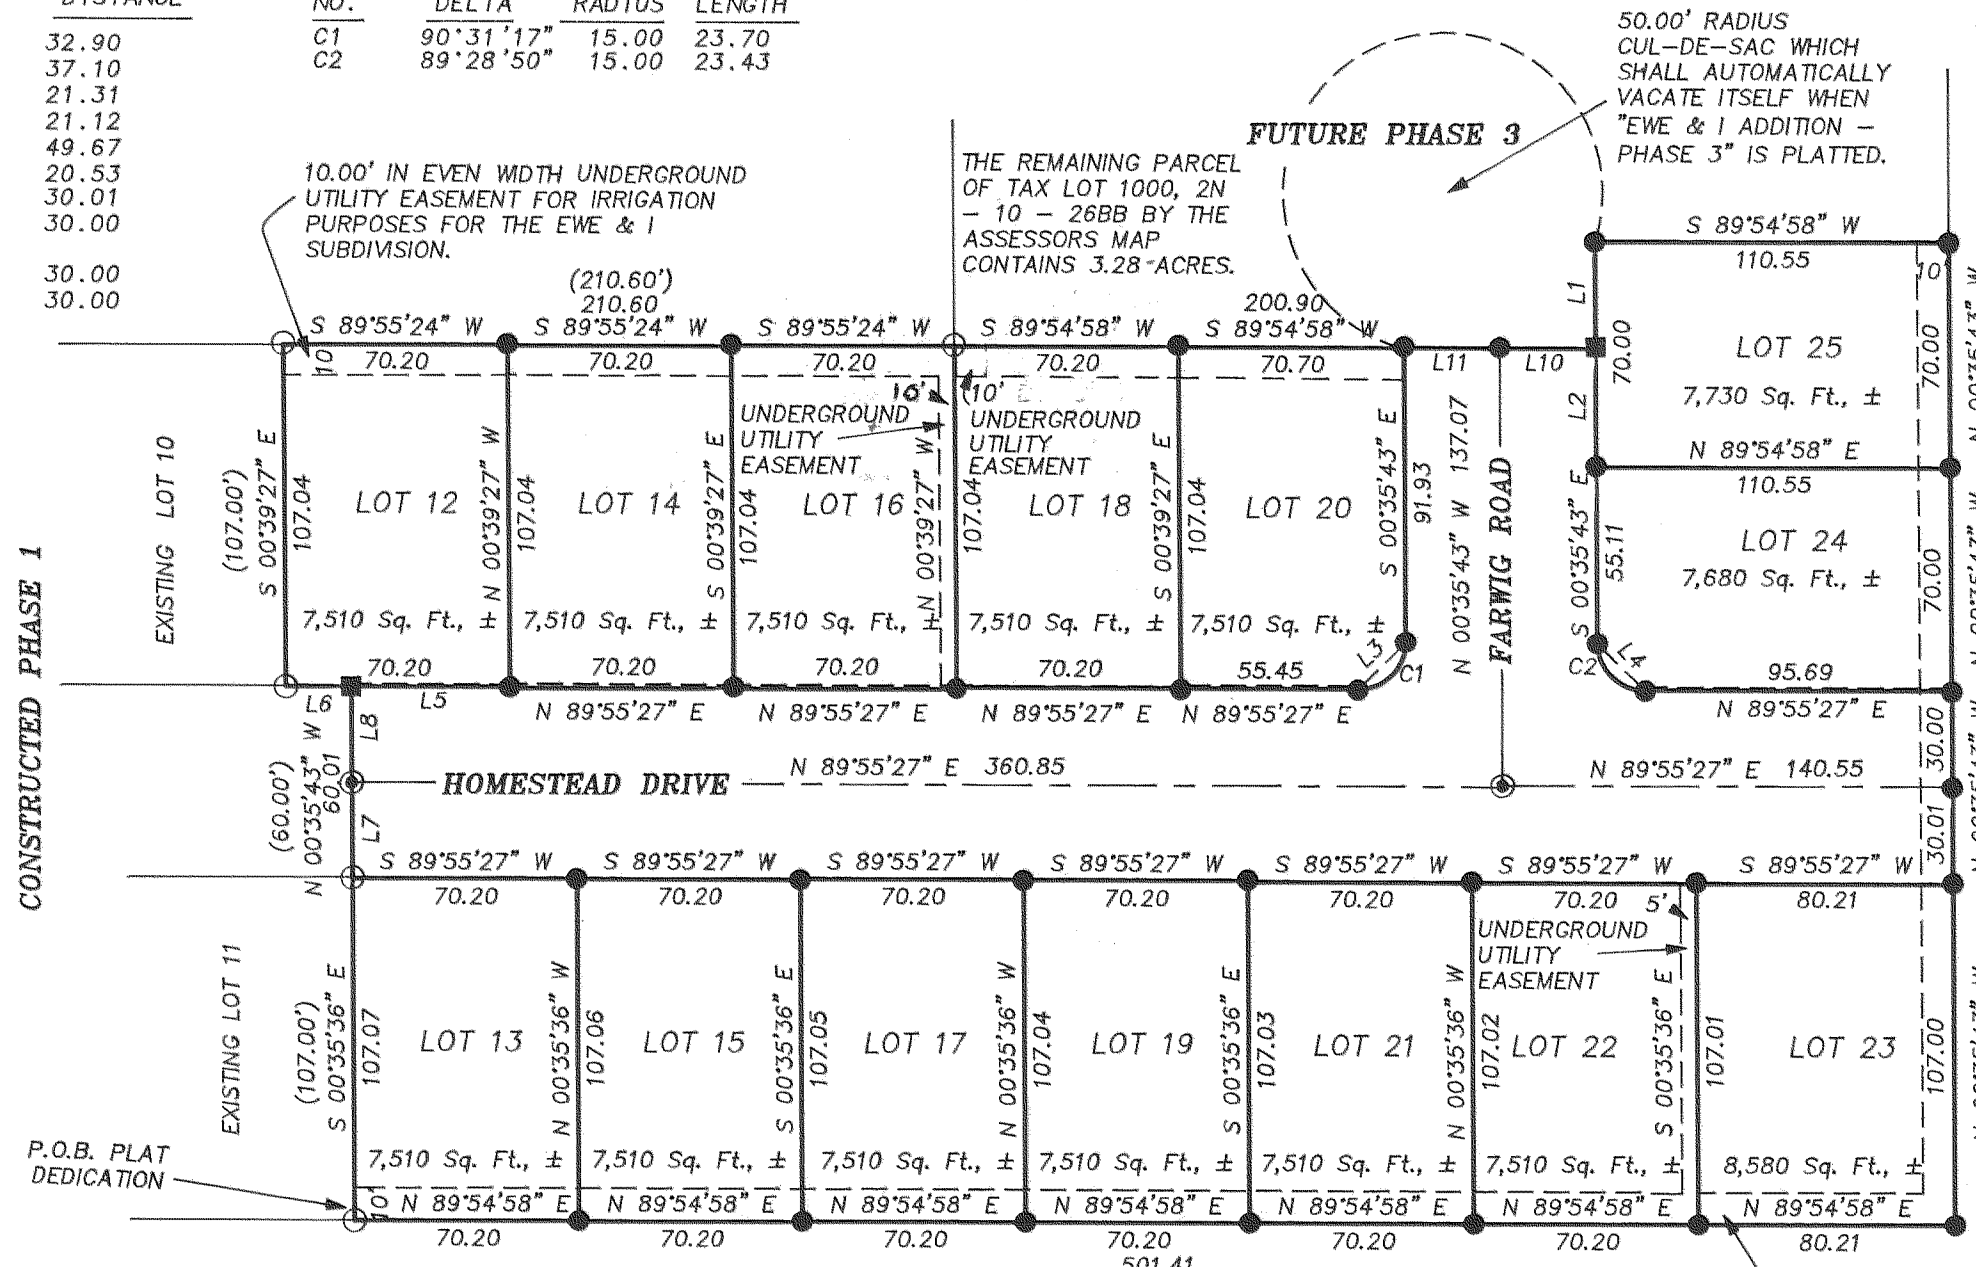 DISTANCE
32.90
37.10
21.31
21.12
49.67
20.53
30.01
30.00
30.00
30.00
NO. DELTA RADIUS LENGTH
C1 90°31'17" 15.00 23.70
C2 89°28'50" 15.00 23.43
50.00' RADIUS
CUL-DE-SAC WHICH
SHALL AUTOMATICALLY
VACATE ITSELF WHEN
"EWE & I ADDITION -
PHASE 3" IS PLATTED.
FUTURE PHASE 3
10.00' IN EVEN WIDTH UNDERGROUND
UTILITY EASEMENT FOR IRRIGATION
PURPOSES FOR THE EWE & I
SUBDIVISION.
THE REMAINING PARCEL
OF TAX LOT 1000, 2N
- 10 - 26BB BY THE
ASSESSORS MAP
CONTAINS 3.28 ACRES.
(210.60')
210.60
200.90
S 89°55'24" W S 89°55'24" W S 89°55'24" W S 89°54'58" W S 89°54'58" W
70.20 70.20 70.20 70.20 70.70
L11 L10
S 89°54'58" W
110.55
10'
L1
70.00
LOT 25
7,730 Sq. Ft., ±
70.00
L2
N 89°54'58" E
110.55
LOT 24
7,680 Sq. Ft., ±
70.00
S 00°35'43" E
55.11
C2
L4
95.69
N 89°55'27" E
10
10'
(10'
UNDERGROUND
UTILITY
EASEMENT
UNDERGROUND
UTILITY
EASEMENT
CONSTRUCTED PHASE 1
EXISTING LOT 10
(107.00')
S 00°39'27" E
107.04
LOT 12
N 00°39'27" W
107.04
LOT 14
S 00°39'27" E
107.04
LOT 16
N 00°39'27" W
107.04
LOT 18
S 00°39'27" E
107.04
LOT 20
S 00°35'43" E
91.93
N 00°35'43" W 137.07
FARWIG ROAD
7,510 Sq. Ft., ± 7,510 Sq. Ft., ± 7,510 Sq. Ft., ± 7,510 Sq. Ft., ± 7,510 Sq. Ft., ±
70.20 70.20 70.20 70.20 55.45
L3
C1
L6 L5
N 89°55'27" E N 89°55'27" E N 89°55'27" E N 89°55'27" E
L8
(60.00')
N 00°35'43" W
60.01
L7
HOMESTEAD DRIVE
N 89°55'27" E 360.85
N 89°55'27" E 140.55
30.00
30.01
S 89°55'27" W S 89°55'27" W S 89°55'27" W S 89°55'27" W S 89°55'27" W S 89°55'27" W S 89°55'27" W
70.20 70.20 70.20 70.20 70.20 70.20 80.21
5'
UNDERGROUND
UTILITY
EASEMENT
EXISTING LOT 11
(107.00')
S 00°35'36" E
107.07
LOT 13
N 00°35'36" W
107.06
LOT 15
S 00°35'36" E
107.05
LOT 17
N 00°35'36" W
107.04
LOT 19
S 00°35'36" E
107.03
LOT 21
N 00°35'36" W
107.02
LOT 22
S 00°35'36" E
107.01
LOT 23
107.00
P.O.B. PLAT
DEDICATION
7,510 Sq. Ft., ± 7,510 Sq. Ft., ± 7,510 Sq. Ft., ± 7,510 Sq. Ft., ± 7,510 Sq. Ft., ± 7,510 Sq. Ft., ± 8,580 Sq. Ft., ±
10'
N 89°54'58" E N 89°54'58" E N 89°54'58" E N 89°54'58" E N 89°54'58" E N 89°54'58" E N 89°54'58" E
70.20 70.20 70.20 70.20 70.20 70.20 80.21
501.41